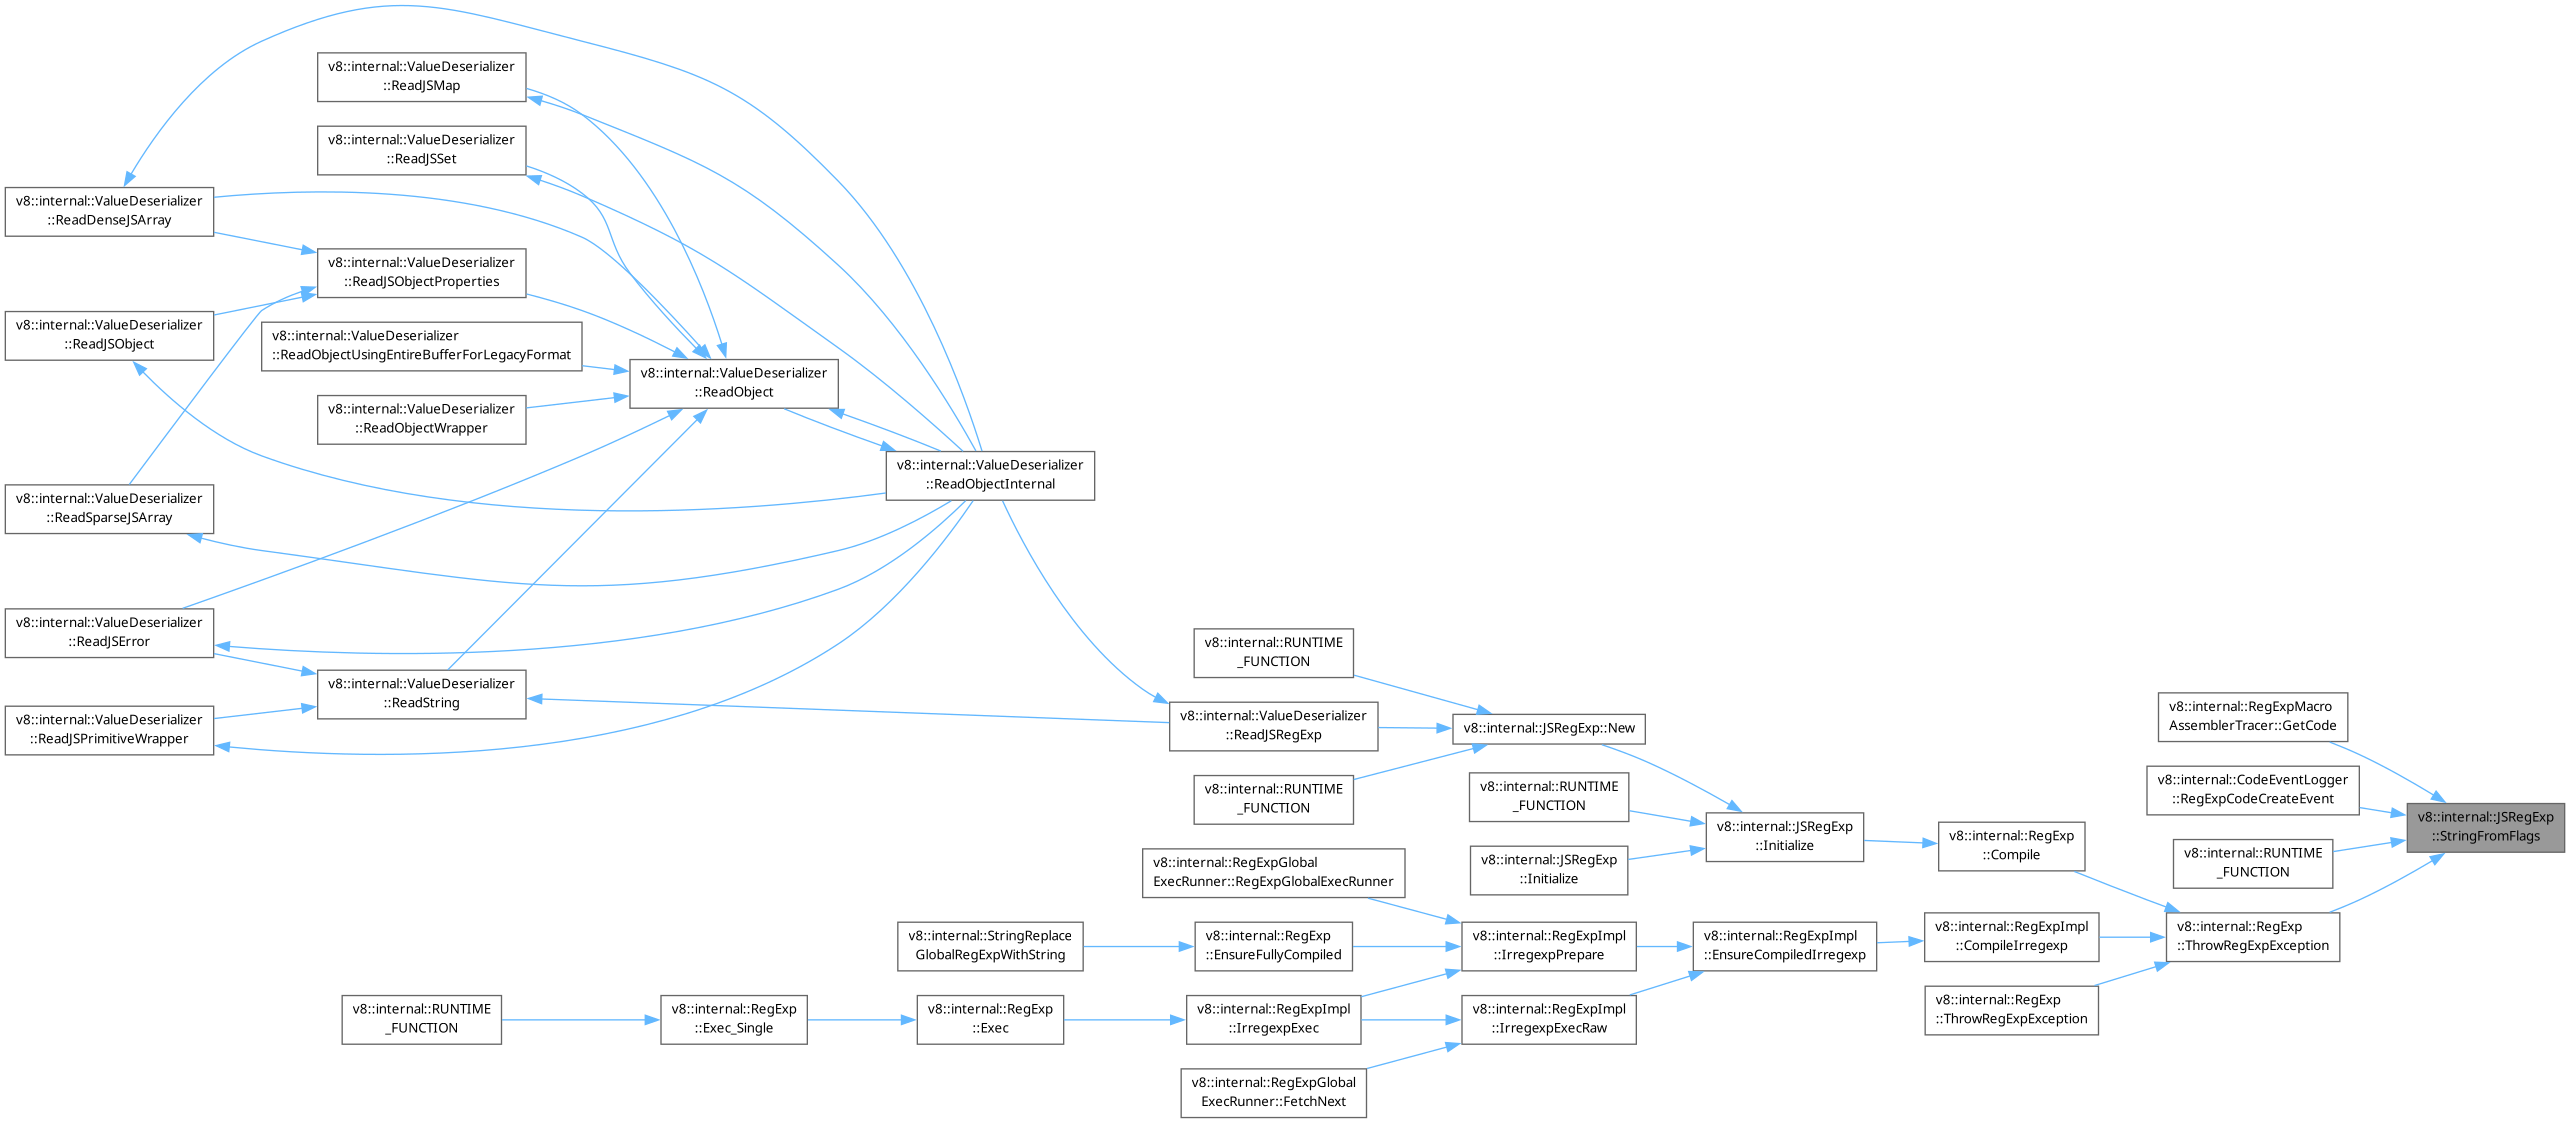 v8::internal::ValueDeserializer
::ReadJSMap
v8::internal::ValueDeserializer
::ReadJSSet
v8::internal::ValueDeserializer
::ReadDenseJSArray
v8::internal::ValueDeserializer
::ReadJSObjectProperties
v8::internal::ValueDeserializer
::ReadJSObject
v8::internal::ValueDeserializer
::ReadObjectUsingEntireBufferForLegacyFormat
v8::internal::ValueDeserializer
::ReadObject
v8::internal::ValueDeserializer
::ReadObjectWrapper
v8::internal::ValueDeserializer
::ReadObjectInternal
v8::internal::ValueDeserializer
::ReadSparseJSArray
v8::internal::ValueDeserializer
::ReadJSError
v8::internal::ValueDeserializer
::ReadString
v8::internal::ValueDeserializer
::ReadJSPrimitiveWrapper
v8::internal::RUNTIME
_FUNCTION
v8::internal::ValueDeserializer
::ReadJSRegExp
v8::internal::JSRegExp::New
v8::internal::RUNTIME
_FUNCTION
v8::internal::RUNTIME
_FUNCTION
v8::internal::JSRegExp
::Initialize
v8::internal::JSRegExp
::Initialize
v8::internal::RegExp
::Compile
v8::internal::RegExpMacro
AssemblerTracer::GetCode
v8::internal::CodeEventLogger
::RegExpCodeCreateEvent
v8::internal::JSRegExp
::StringFromFlags
v8::internal::RUNTIME
_FUNCTION
v8::internal::RegExpGlobal
ExecRunner::RegExpGlobalExecRunner
v8::internal::StringReplace
GlobalRegExpWithString
v8::internal::RegExp
::EnsureFullyCompiled
v8::internal::RegExpImpl
::IrregexpPrepare
v8::internal::RegExpImpl
::EnsureCompiledIrregexp
v8::internal::RegExpImpl
::CompileIrregexp
v8::internal::RegExp
::ThrowRegExpException
v8::internal::RUNTIME
_FUNCTION
v8::internal::RegExp
::Exec_Single
v8::internal::RegExp
::Exec
v8::internal::RegExpImpl
::IrregexpExec
v8::internal::RegExpImpl
::IrregexpExecRaw
v8::internal::RegExp
::ThrowRegExpException
v8::internal::RegExpGlobal
ExecRunner::FetchNext